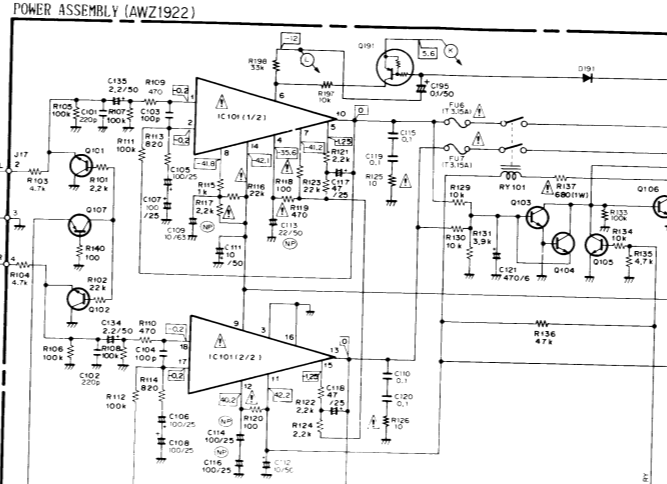 POWER ASSEMBLY (AWZ1922)
-12
L
Q191
5.6
K
R198
33k
R197
10k
C195
0.1/50
D191
C135
2.2/50
R109
470
-0.2
R105
100k
C101
220p
R107
100k
C103
100p
1
2
-0.2
IC101(1/2)
6
10
0
5
-1.25
FU6
(T3.15A)
FU7
(T3.15A)
RY101
R137
680(1W)
Q106
J17
2
Q101
R103
4.7k
R101
2.2k
R111
100k
R113
820
C105
100/25
C107
100
/25
8
14
4
7
-41.8
-42.1
-35.6
-41.2
R121
2.2k
C117
47
/25
C115
0.1
C119
0.1
R125
10
R115
1k
R116
22k
R118
100
R123
22k
R117
2.2k
R119
470
NP
C109
10/63
C111
10
/50
C113
22/50
NP
Q107
3
R140
100
R104
4.7k
R102
22k
Q102
R129
10k
R130
10k
R131
3.9k
C121
470/6
Q103
Q104
Q105
R133
100k
R134
10k
R135
4.7k
R136
47k
C134
2.2/50
R110
470
-0.2
R106
100k
C102
220p
R108
100k
C104
100p
18
17
-0.2
9
3
16
IC101(2/2)
13
0
15
-1.25
12
11
40.2
42.2
R112
100k
R114
820
C106
100/25
C108
100/25
NP
C114
100/25
NP
C116
100/25
R120
100
C112
10/50
R122
2.2k
C118
47
/25
R124
2.2k
C110
0.1
C120
0.1
R126
10
RY